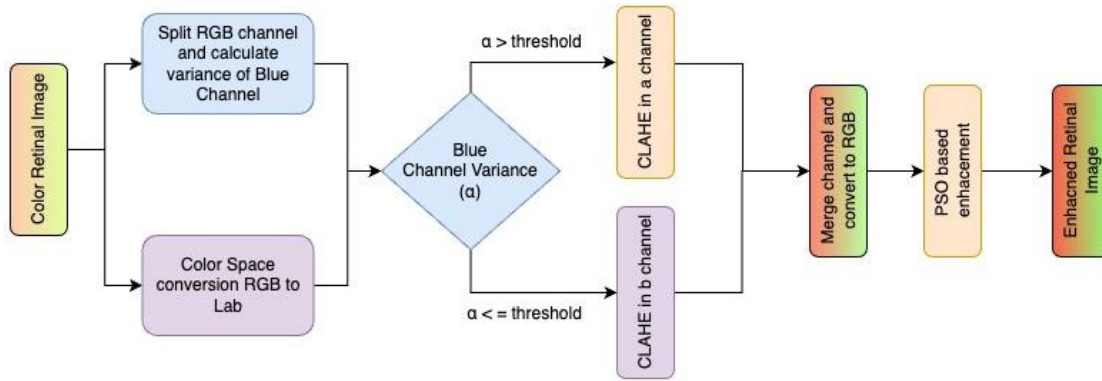 Color Retinal Image
Split RGB channel
and calculate
variance of Blue
Channel
Color Space
conversion RGB to
Lab
Blue
Channel Variance
(α)
α > threshold
α <= threshold
CLAHE in a channel
CLAHE in b channel
Merge channel and
convert to RGB
PSO based
enhacement
Enhacned Retinal
Image